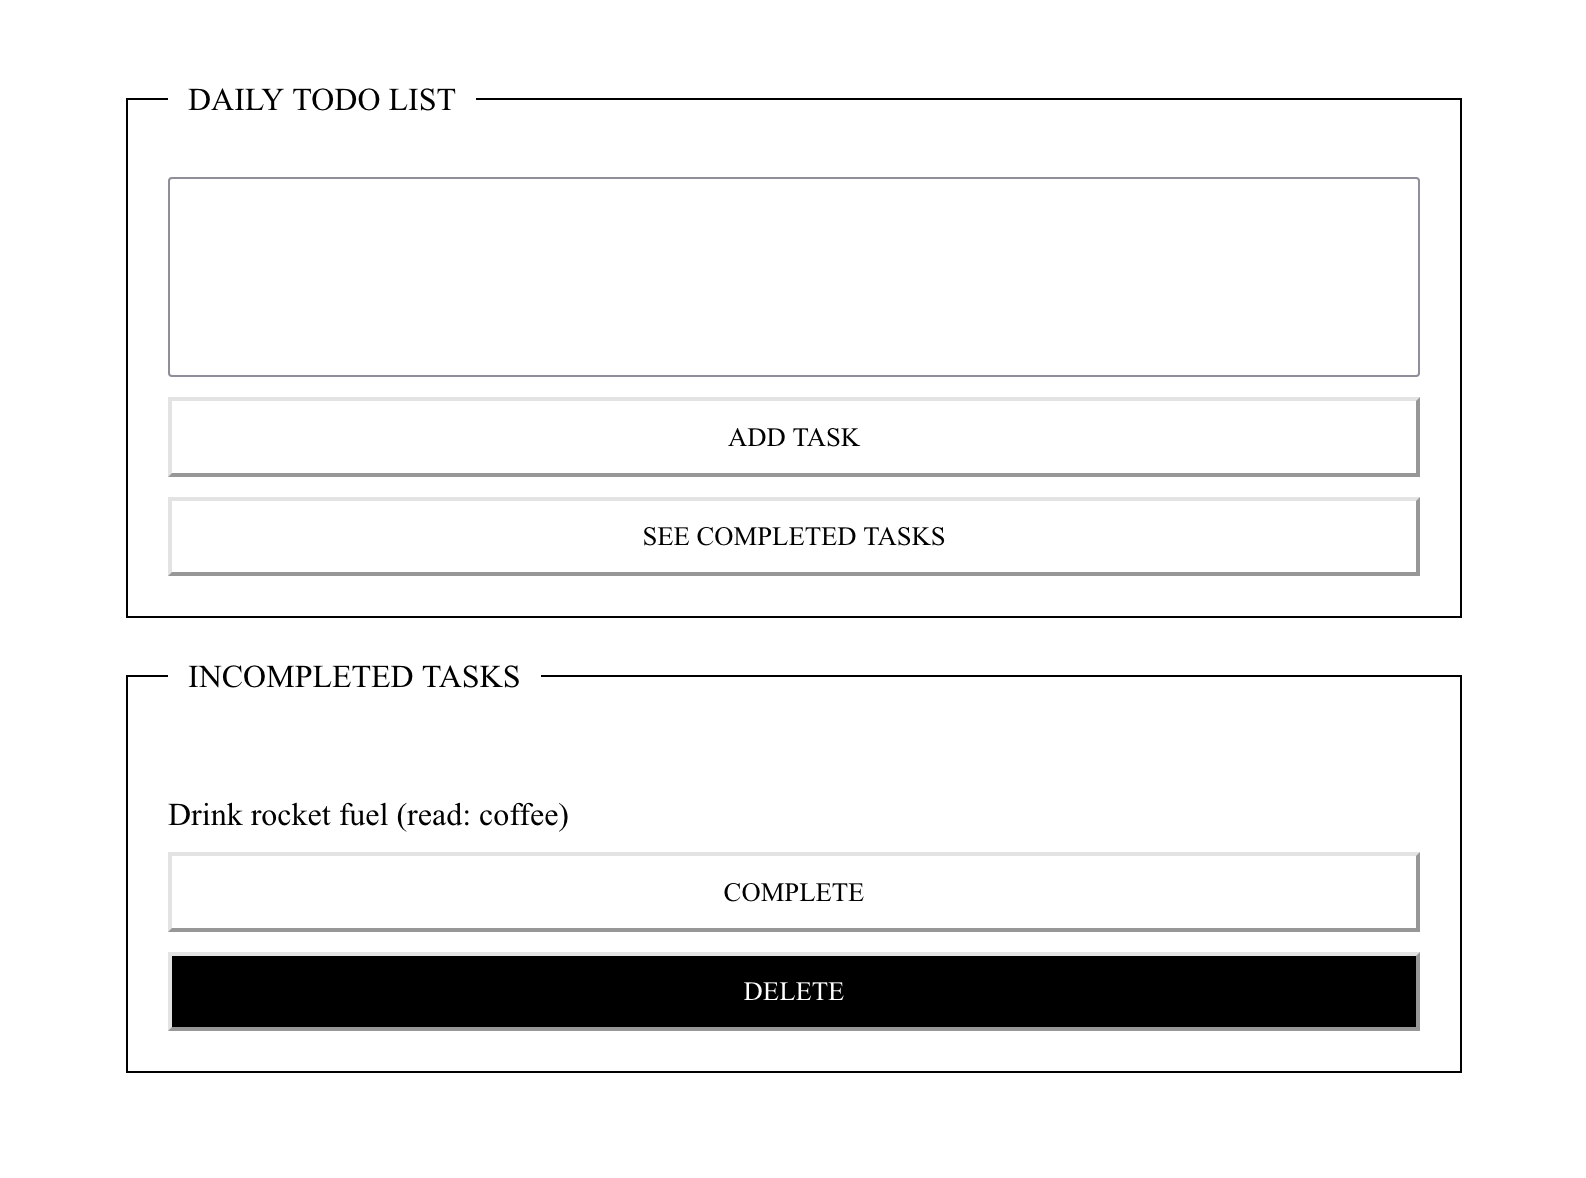 DAILY TODO LIST
ADD TASK
SEE COMPLETED TASKS
INCOMPLETED TASKS
Drink rocket fuel (read: coffee)
COMPLETE
DELETE